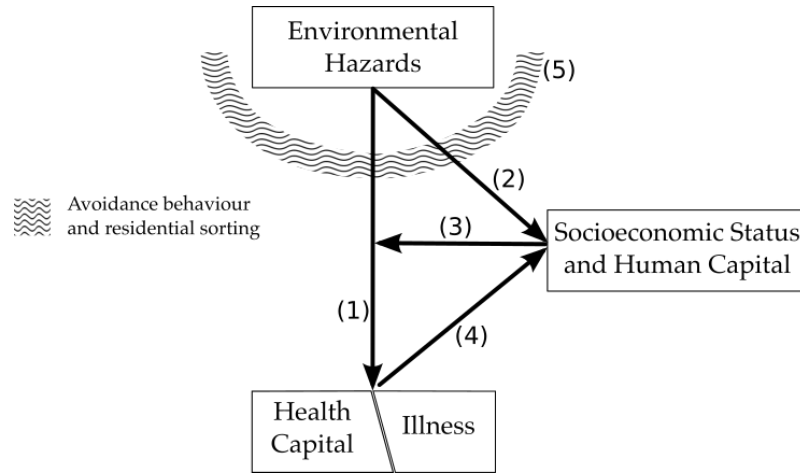 Environmental
Hazards
(5)
(2)
Avoidance behaviour
and residential sorting
(3)
Socioeconomic Status
and Human Capital
(1)
(4)
Health
Capital
Illness